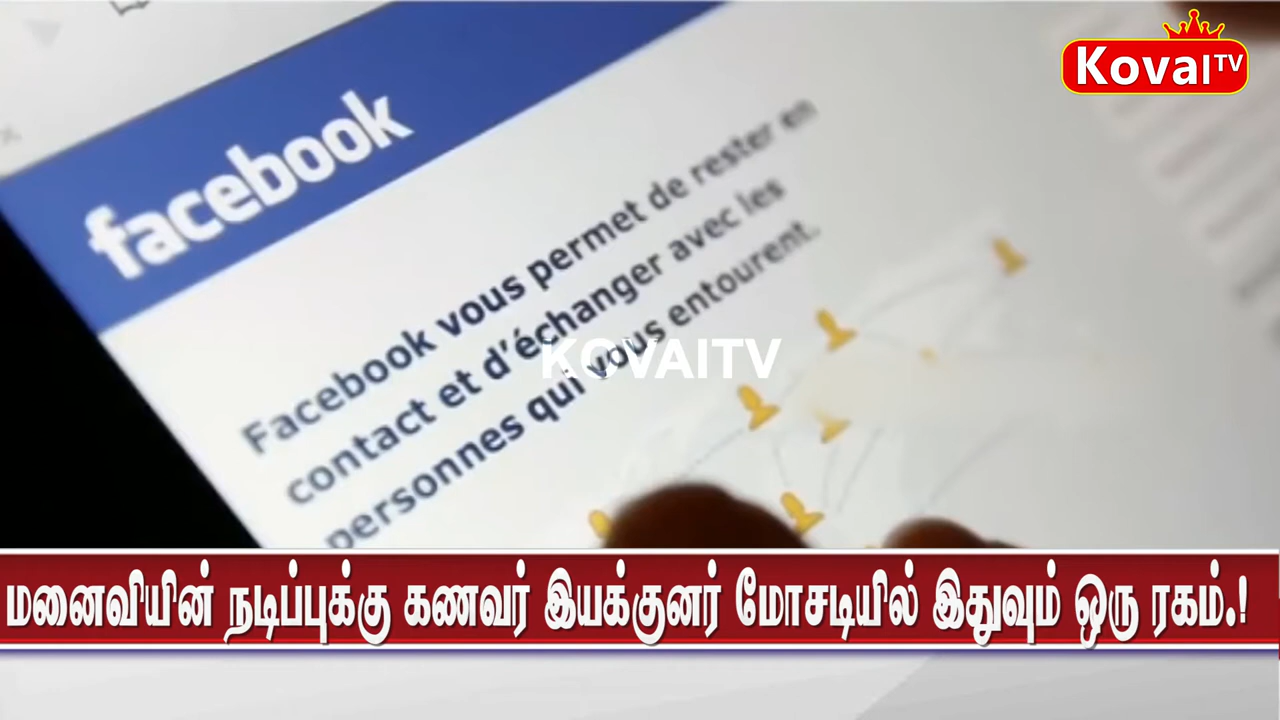 Kovai TV
facebook
Facebook vous permet de rester en
contact et d'échanger avec les
personnes qui vous entourent.
KOVAITV
மனைவியின் நடிப்புக்கு கணவர் இயக்குனர் மோசடியில் இதுவும் ஒரு ரகம்.!